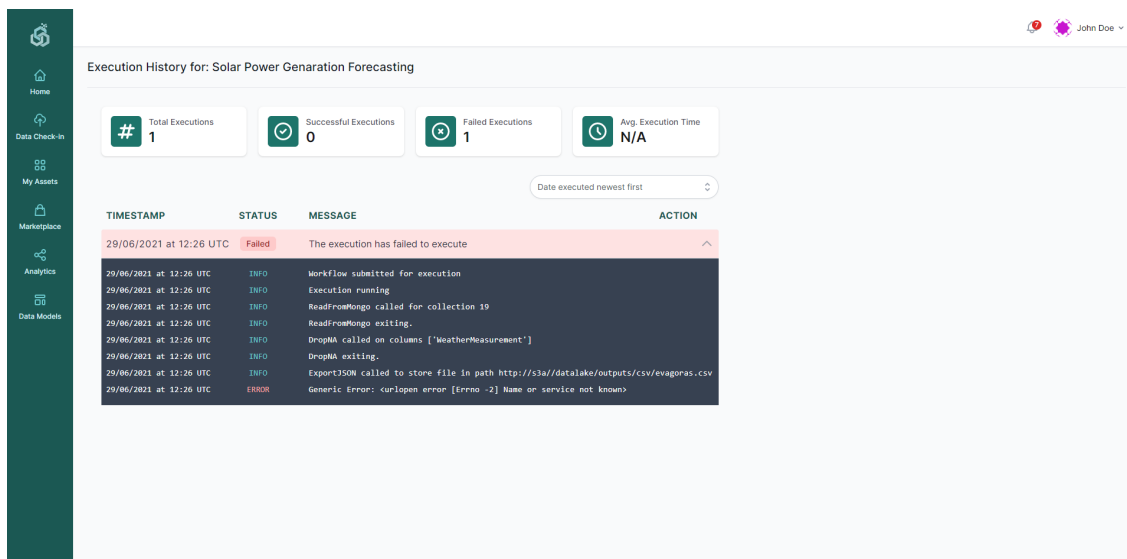 7
John Doe
Execution History for: Solar Power Genaration Forecasting
Home
Data Check-in
My Assets
Marketplace
Analytics
Data Models
Total Executions
1
Successful Executions
0
Failed Executions
1
Avg. Execution Time
N/A
Date executed newest first
TIMESTAMP STATUS MESSAGE ACTION
29/06/2021 at 12:26 UTC Failed The execution has failed to execute
29/06/2021 at 12:26 UTC INFO Workflow submitted for execution
29/06/2021 at 12:26 UTC INFO Execution running
29/06/2021 at 12:26 UTC INFO ReadFromMongo called for collection 19
29/06/2021 at 12:26 UTC INFO ReadFromMongo exiting.
29/06/2021 at 12:26 UTC INFO DropNA called on columns ['WeatherMeasurement']
29/06/2021 at 12:26 UTC INFO DropNA exiting.
29/06/2021 at 12:26 UTC INFO ExportJSON called to store file in path http://s3a//datalake/outputs/csv/evagoras.csv
29/06/2021 at 12:26 UTC ERROR Generic Error: <urlopen error [Errno -2] Name or service not known>